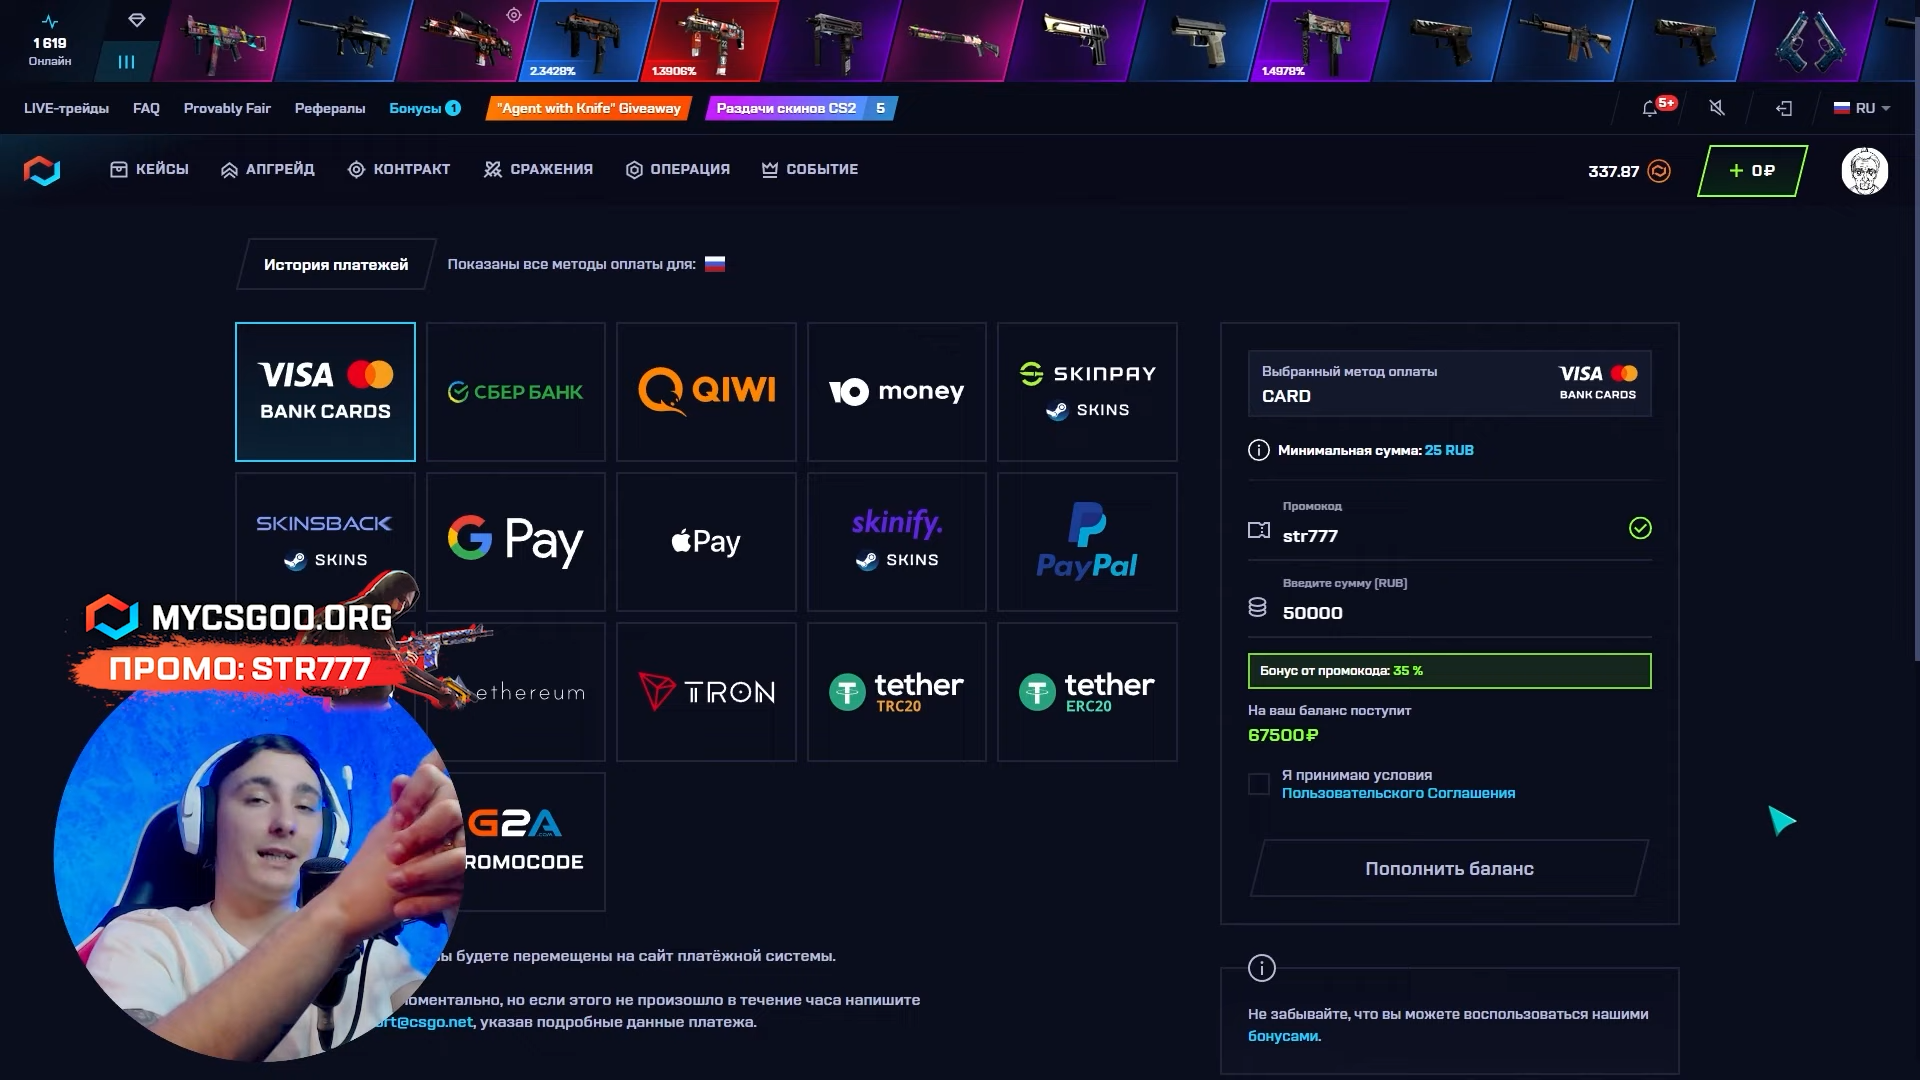 1 619
Онлайн
2.3428%
1.3906%
1.4978%
LIVE-трейды
FAQ
Provably Fair
Рефералы
Бонусы 1
"Agent with Knife" Giveaway
Раздачи скинов CS2 5
5+
RU
КЕЙСЫ
АПГРЕЙД
КОНТРАКТ
СРАЖЕНИЯ
ОПЕРАЦИЯ
СОБЫТИЕ
337.87
+ 0₽
История платежей
Показаны все методы оплаты для:
VISA
BANK CARDS
СБЕР БАНК
QIWI
Ю money
SKINPAY
SKINS
SKINSBACK
SKINS
G Pay
Pay
skinify.
SKINS
PayPal
ethereum
TRON
tether
TRC20
tether
ERC20
G2A
ROMOCODE
MYCSGOO.ORG
ПРОМО: STR777
ы будете перемещены на сайт платёжной системы.
оментально, но если этого не произошло в течение часа напишите
ort@csgo.net, указав подробные данные платежа.
Выбранный метод оплаты
CARD
VISA
BANK CARDS
Минимальная сумма: 25 RUB
Промокод
str777
Введите сумму (RUB)
50000
Бонус от промокода: 35 %
На ваш баланс поступит
67500₽
Я принимаю условия
Пользовательского Соглашения
Пополнить баланс
Не забывайте, что вы можете воспользоваться нашими
бонусами.